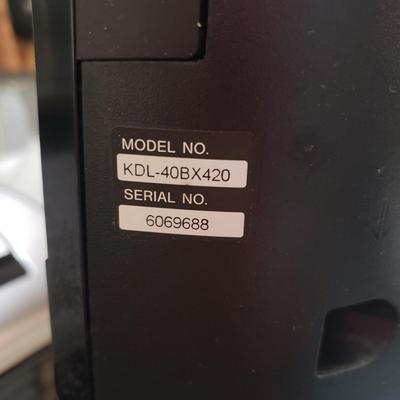 MODEL NO.
KDL-40BX420
SERIAL NO.
6069688